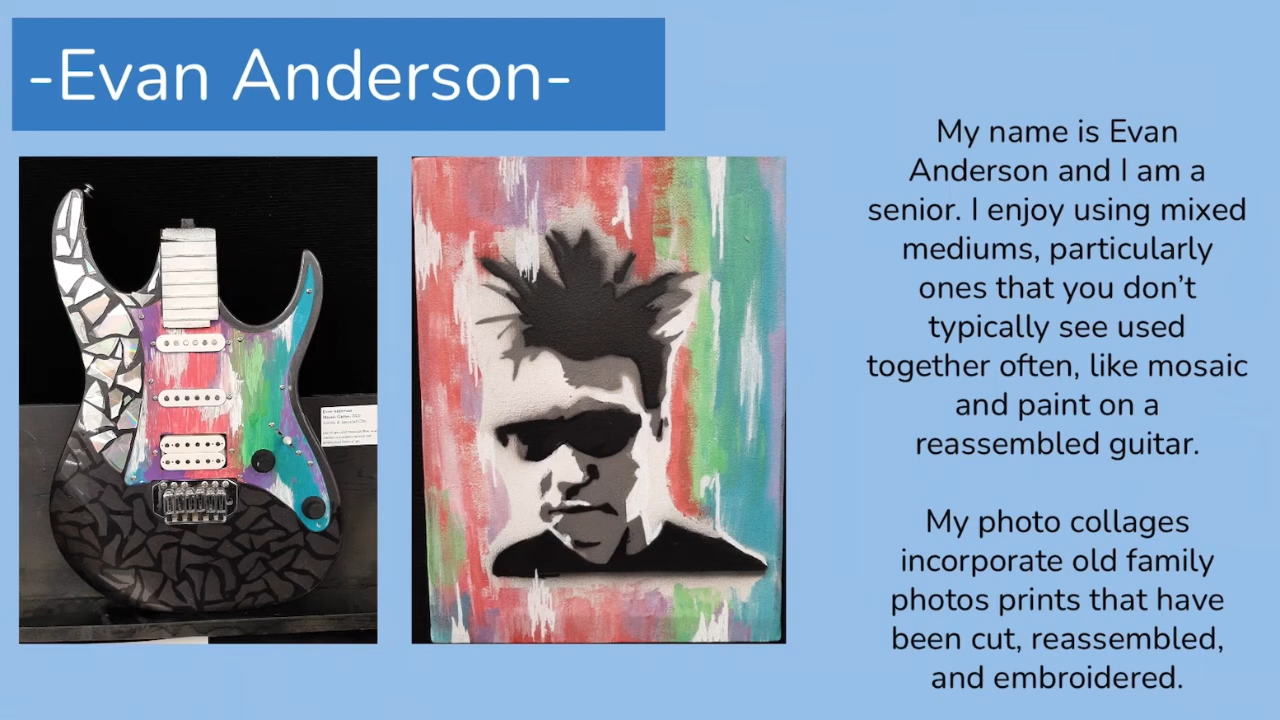 -Evan Anderson-
My name is Evan
Anderson and I am a
senior. I enjoy using mixed
mediums, particularly
ones that you don’t
typically see used
together often, like mosaic
and paint on a
reassembled guitar.
My photo collages
incorporate old family
photos prints that have
been cut, reassembled,
and embroidered.
Evan Anderson